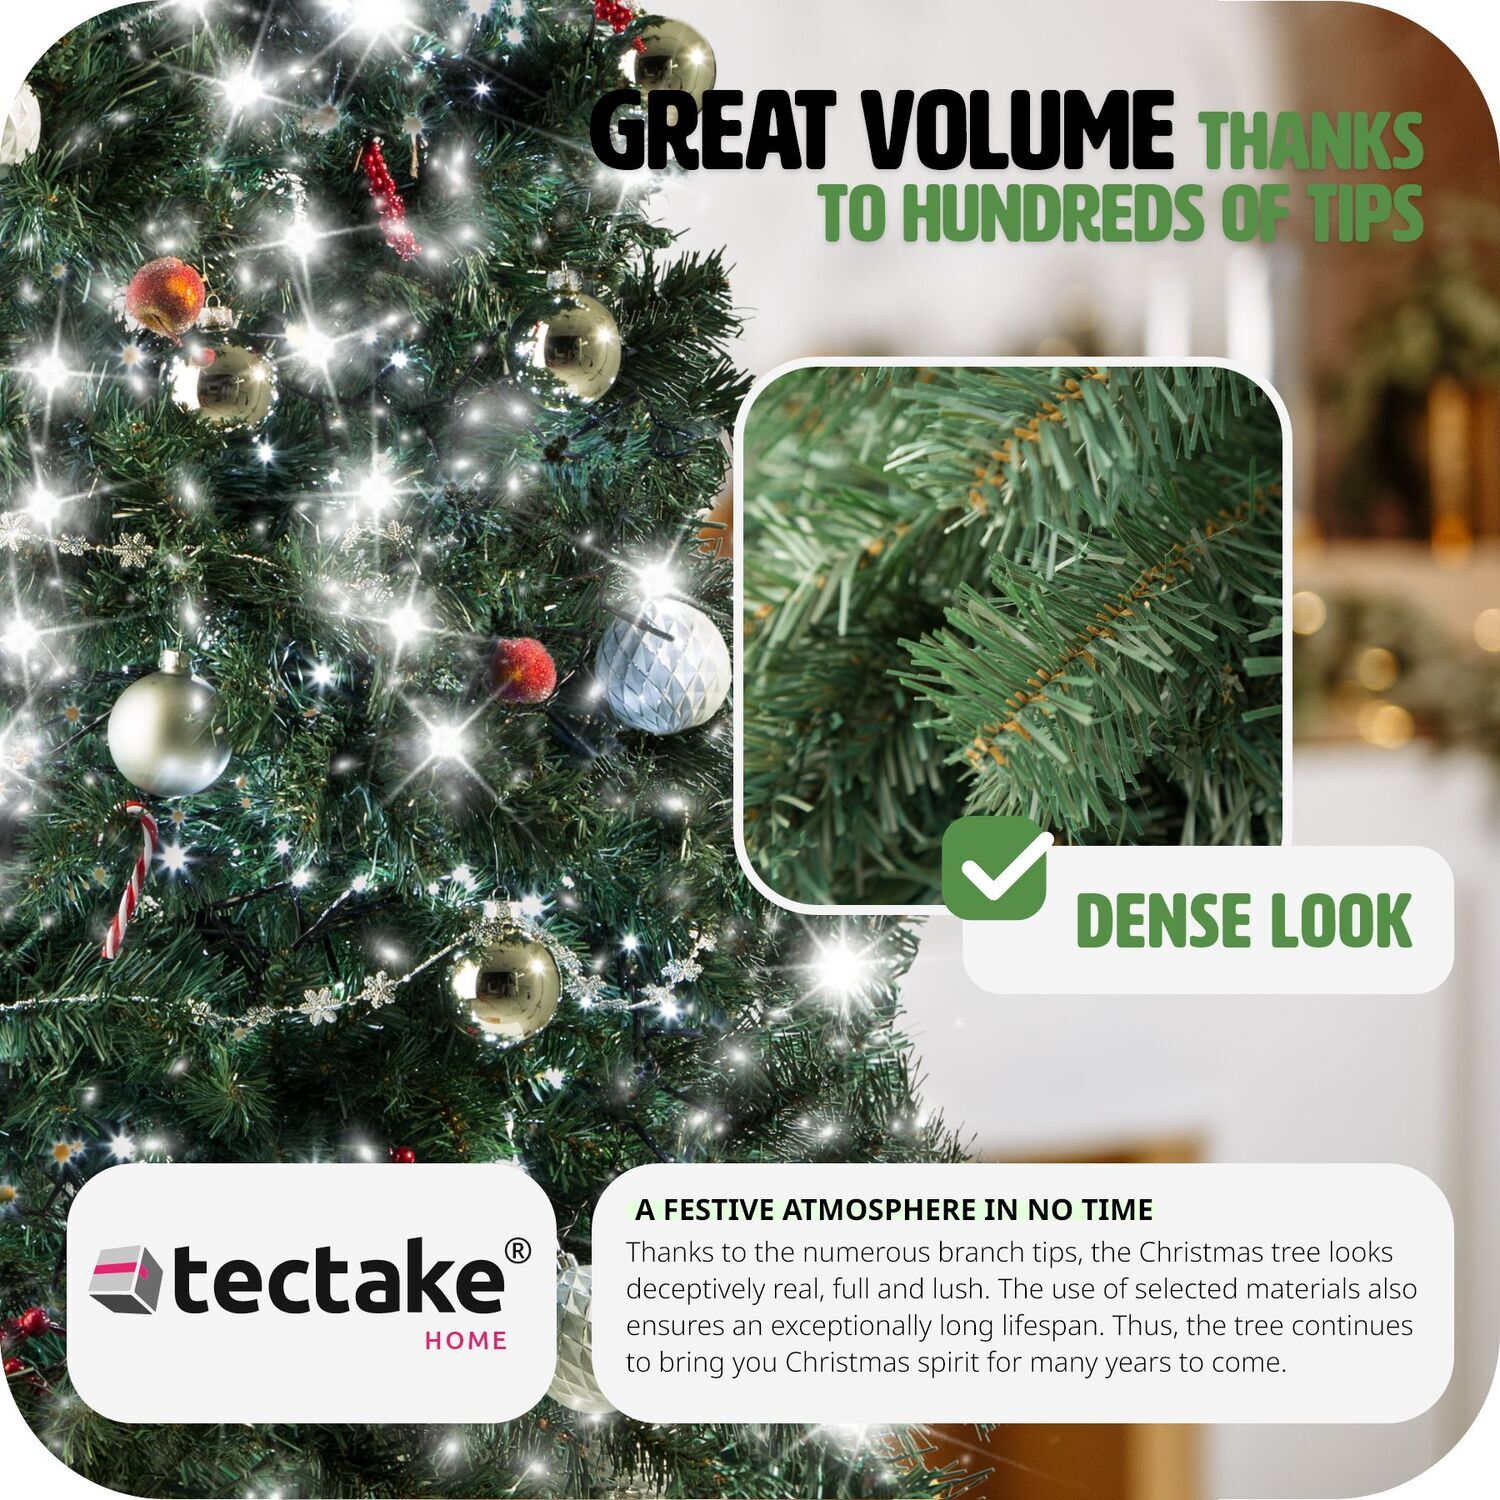 GREAT VOLUME THANKS
TO HUNDREDS OF TIPS
DENSE LOOK
tectake®
HOME
A FESTIVE ATMOSPHERE IN NO TIME
Thanks to the numerous branch tips, the Christmas tree looks
deceptively real, full and lush. The use of selected materials also
ensures an exceptionally long lifespan. Thus, the tree continues
to bring you Christmas spirit for many years to come.